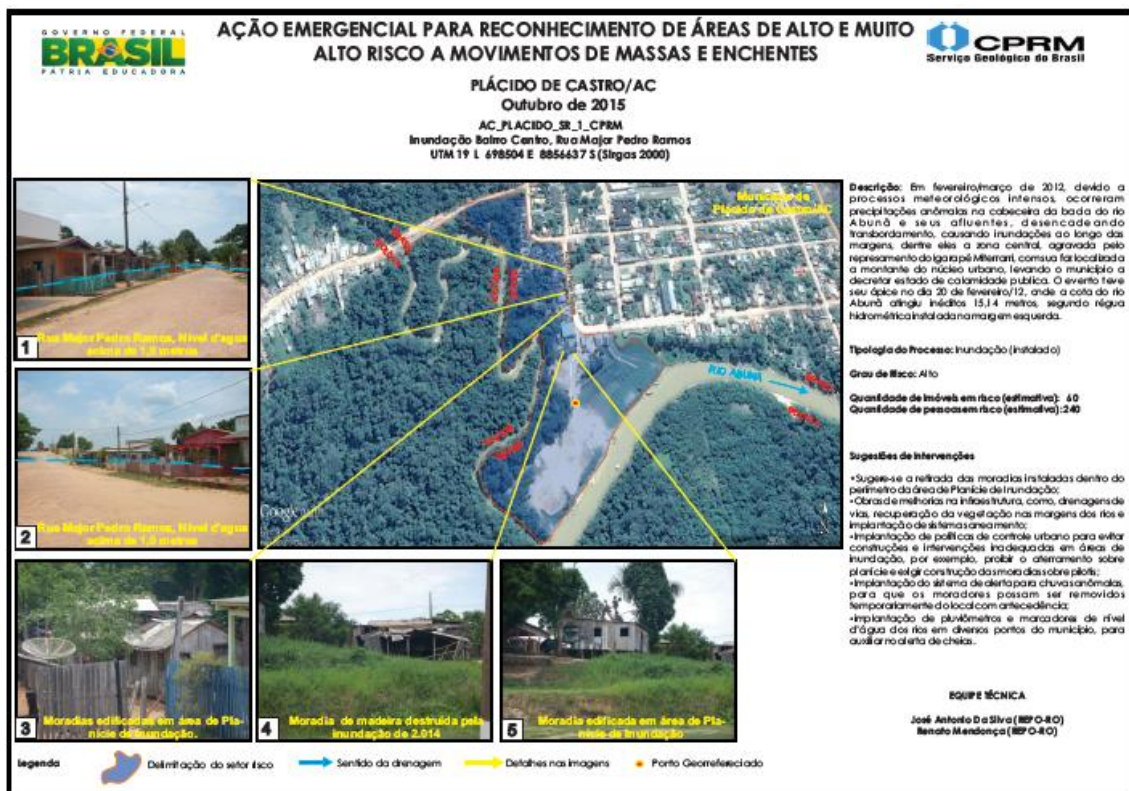 GOVERNO FEDERAL
BRASIL
PÁTRIA EDUCADORA
AÇÃO EMERGENCIAL PARA RECONHECIMENTO DE ÁREAS DE ALTO E MUITO
ALTO RISCO A MOVIMENTOS DE MASSAS E ENCHENTES
CPRM
Serviço Geológico do Brasil
PLÁCIDO DE CASTRO/AC
Outubro de 2015
AC_PLACIDO_SR_1_CPRM
Inundação Bairro Centro, Rua Major Pedro Ramos
UTM 19 L 698504 E 8856637 S (Sirgas 2000)
Rua Major Pedro Ramos, Nível d'agua
acima de 1,0 metros
1
Rua Major Pedro Ramos, Nível d'agua
acima de 1,0 metros
2
Moradias edificadas em área de Pla-
nície de Inundação.
3
Moradia de madeira destruída pela
inundação de 2.014
4
Moradia edificada em área de Pla-
nície de Inundação
5
Município de
Plácido de Castro/AC
RIO ABUNÃ
Google
Descrição: Em fevereiro/março de 2012, devido a
processos meteorológicos intensos, ocorreram
precipitações anômalas na cabeceira da bacia do rio
Abunã e seus afluentes, desencadeando
transbordamento, causando inundações ao longo das
margens, dentre eles a zona central, agravada pelo
represamento do igarapé Miterrani, com sua foz localizada
a montante do núcleo urbano, levando o município a
decretar estado de calamidade publica. O evento teve
seu ápice no dia 20 de fevereiro/12, onde a cota do rio
Abunã atingiu inéditos 15,14 metros, segundo régua
hidrométrica instalada na margem esquerda.
Tipologia do Processo: Inundação (instalado)
Grau de Risco: Alto
Quantidade de imóveis em risco (estimativa): 60
Quantidade de pessoas em risco (estimativa): 240
Sugestões de Intervenções
•Sugere-se a retirada das moradias instaladas dentro do
perímetro da área de Planície de Inundação;
•Obras de melhorias na infraestrutura, como, drenagens de
vias, recuperação da vegetação nas margens dos rios e
implantação de sistema saneamento;
•Implantação de políticas de controle urbano para evitar
construções e intervenções inadequadas em áreas de
inundação, por exemplo, proibir o aterramento sobre
planície e exigir construção das moradias sobre pilotis;
•Implantação do sistema de alerta para chuvas anômalas,
para que os moradores possam ser removidos
temporariamente do local com antecedência;
•Implantação de pluviômetros e marcadores de nível
d'água dos rios em diversos pontos do município, para
auxiliar no alerta de cheias.
EQUIPE TÉCNICA
José Antonio Da Silva (REPO-RO)
Renato Mendonça (REPO-RO)
Legenda
Delimitação do setor risco
Sentido da drenagem
Detalhes nas imagens
Ponto Georrefereciado